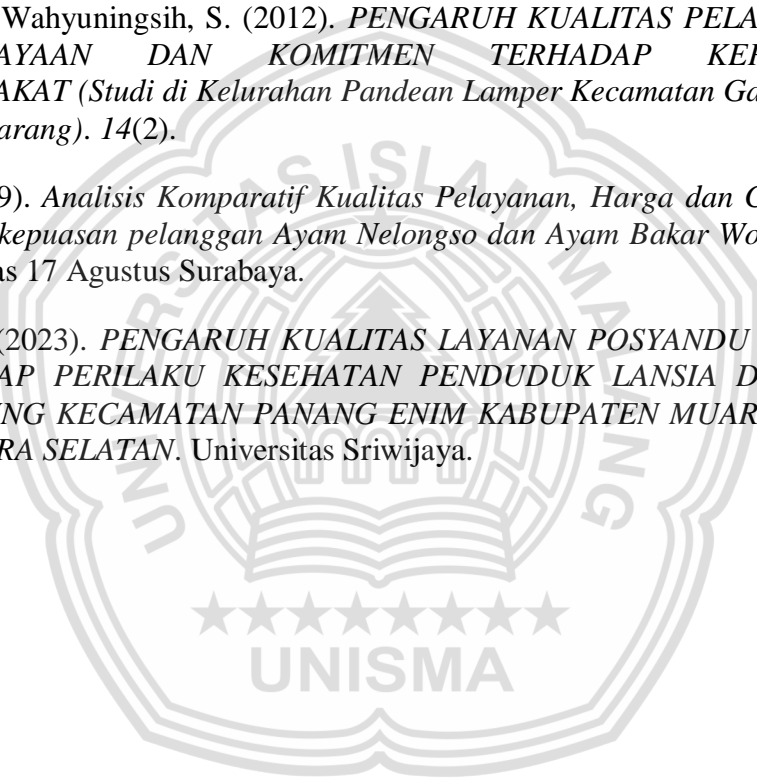 Wahyuningsih, S. (2012). PENGARUH KUALITAS PELA
AYAAN DAN KOMITMEN TERHADAP KEP
AKAT (Studi di Kelurahan Pandean Lamper Kecamatan Ga
arang). 14(2).
9). Analisis Komparatif Kualitas Pelayanan, Harga dan
kepuasan pelanggan Ayam Nelongso dan Ayam Bakar Wo
as 17 Agustus Surabaya.
(2023). PENGARUH KUALITAS LAYANAN POSYANDU
AP PERILAKU KESEHATAN PENDUDUK LANSIA D
NG KECAMATAN PANANG ENIM KABUPATEN MUAR
RA SELATAN. Universitas Sriwijaya.
UNIVERSITAS ISLAM MALANG
UNISMA